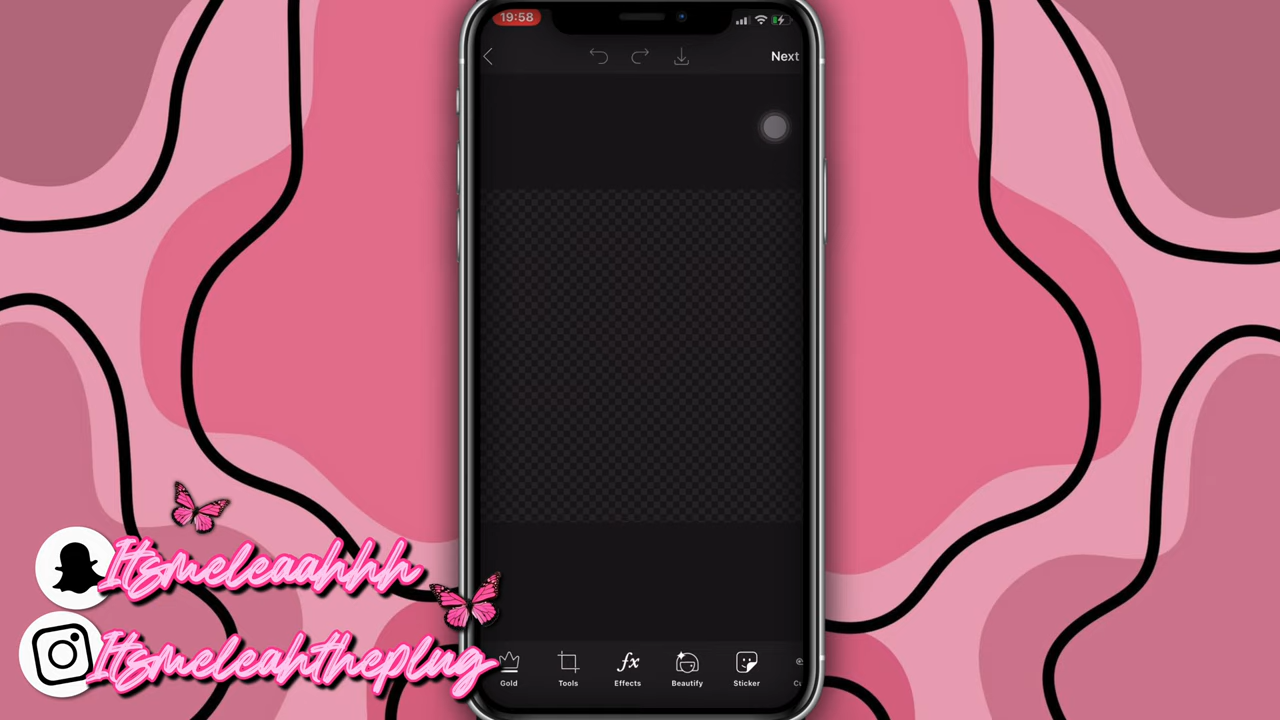 19:58
Next
Itsmeleaahhh
Itsmeleahtheplug
Gold
Tools
Effects
Beautify
Sticker